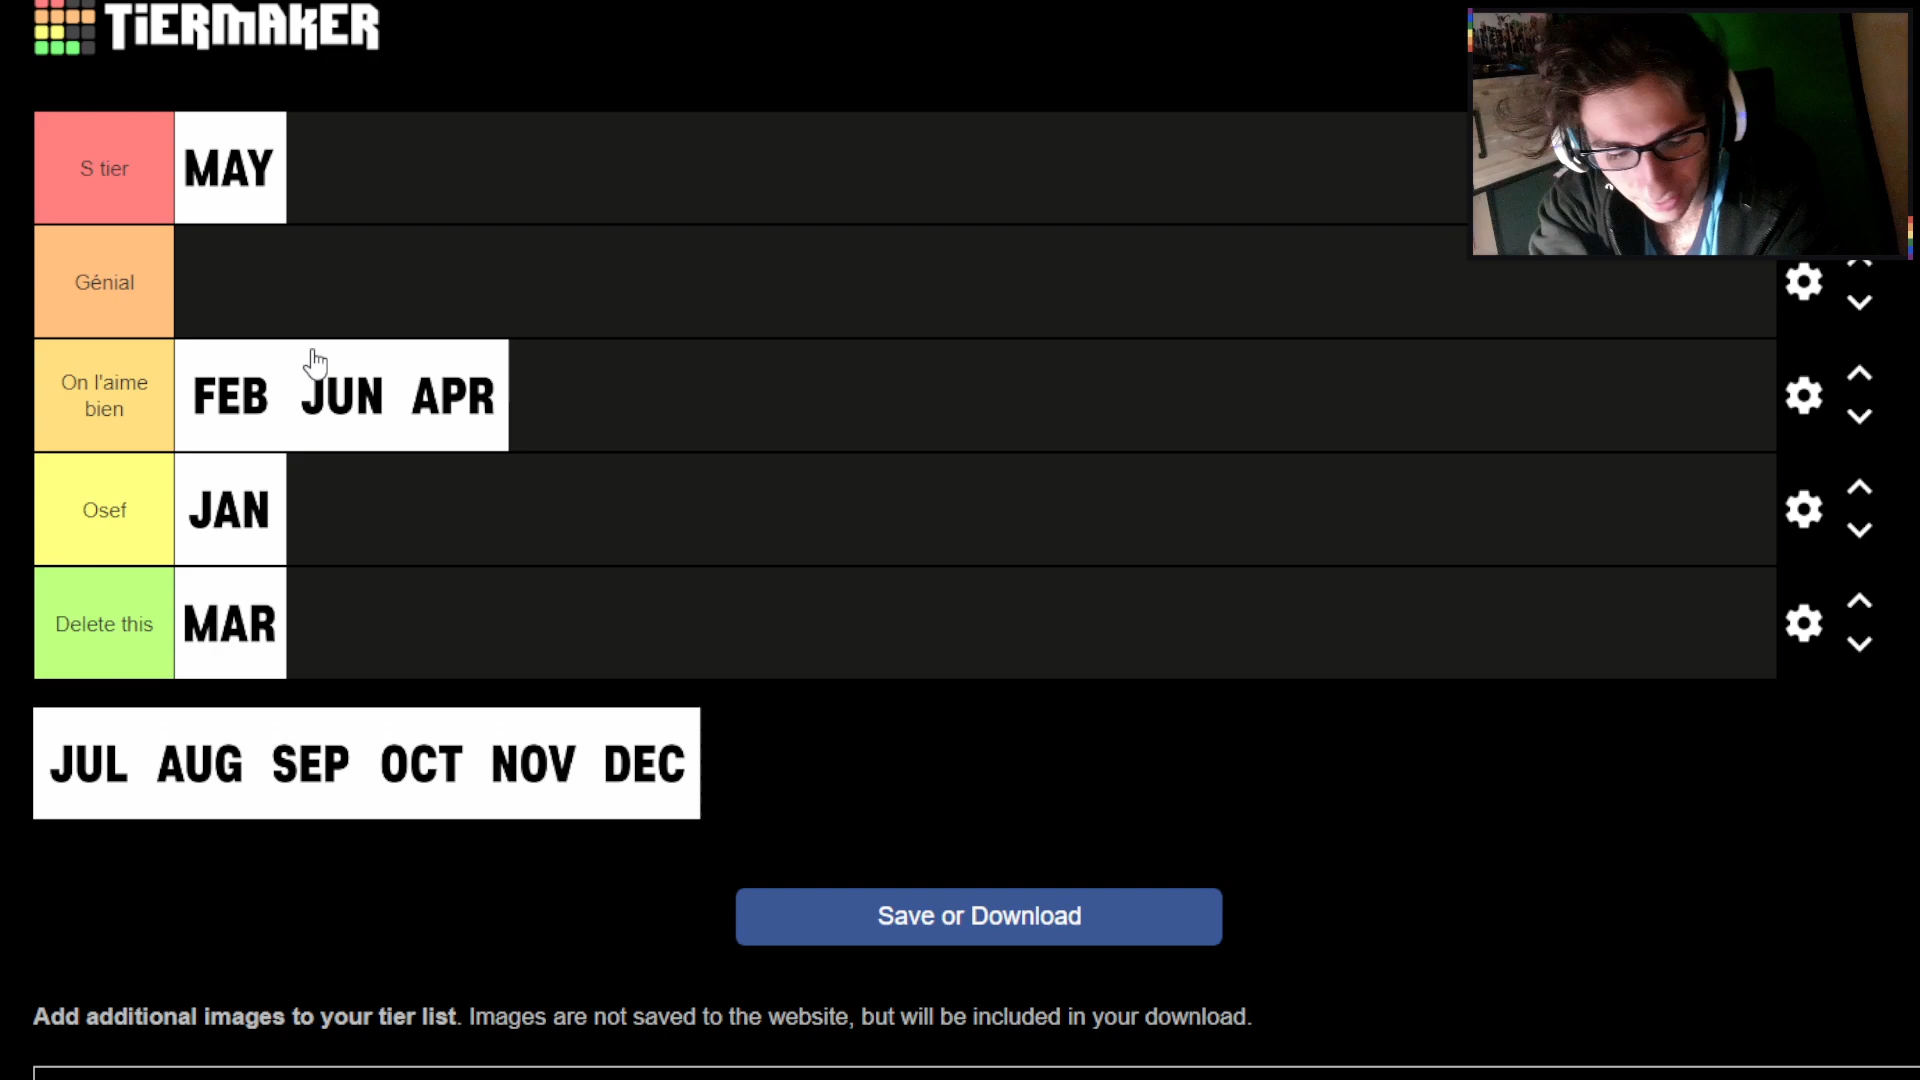 TiERMAKER
S tier
MAY
Génial
On l'aime
bien
FEB JUN APR
Osef
JAN
Delete this
MAR
JUL AUG SEP OCT NOV DEC
Save or Download
Add additional images to your tier list. Images are not saved to the website, but will be included in your download.